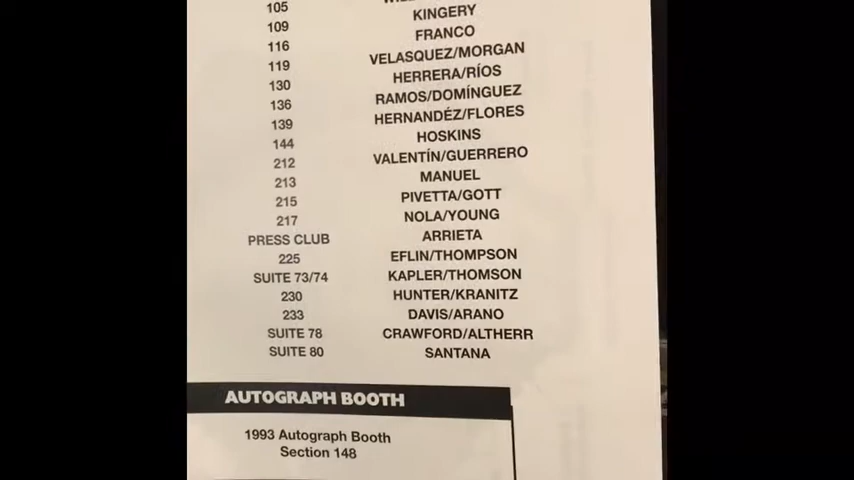 105
109 KINGERY
116 FRANCO
119 VELASQUEZ/MORGAN
130 HERRERA/RÍOS
136 RAMOS/DOMÍNGUEZ
139 HERNANDÉZ/FLORES
144 HOSKINS
212 VALENTÍN/GUERRERO
213 MANUEL
215 PIVETTA/GOTT
217 NOLA/YOUNG
PRESS CLUB ARRIETA
225 EFLIN/THOMPSON
SUITE 73/74 KAPLER/THOMSON
230 HUNTER/KRANITZ
233 DAVIS/ARANO
SUITE 78 CRAWFORD/ALTHERR
SUITE 80 SANTANA
AUTOGRAPH BOOTH
1993 Autograph Booth
Section 148